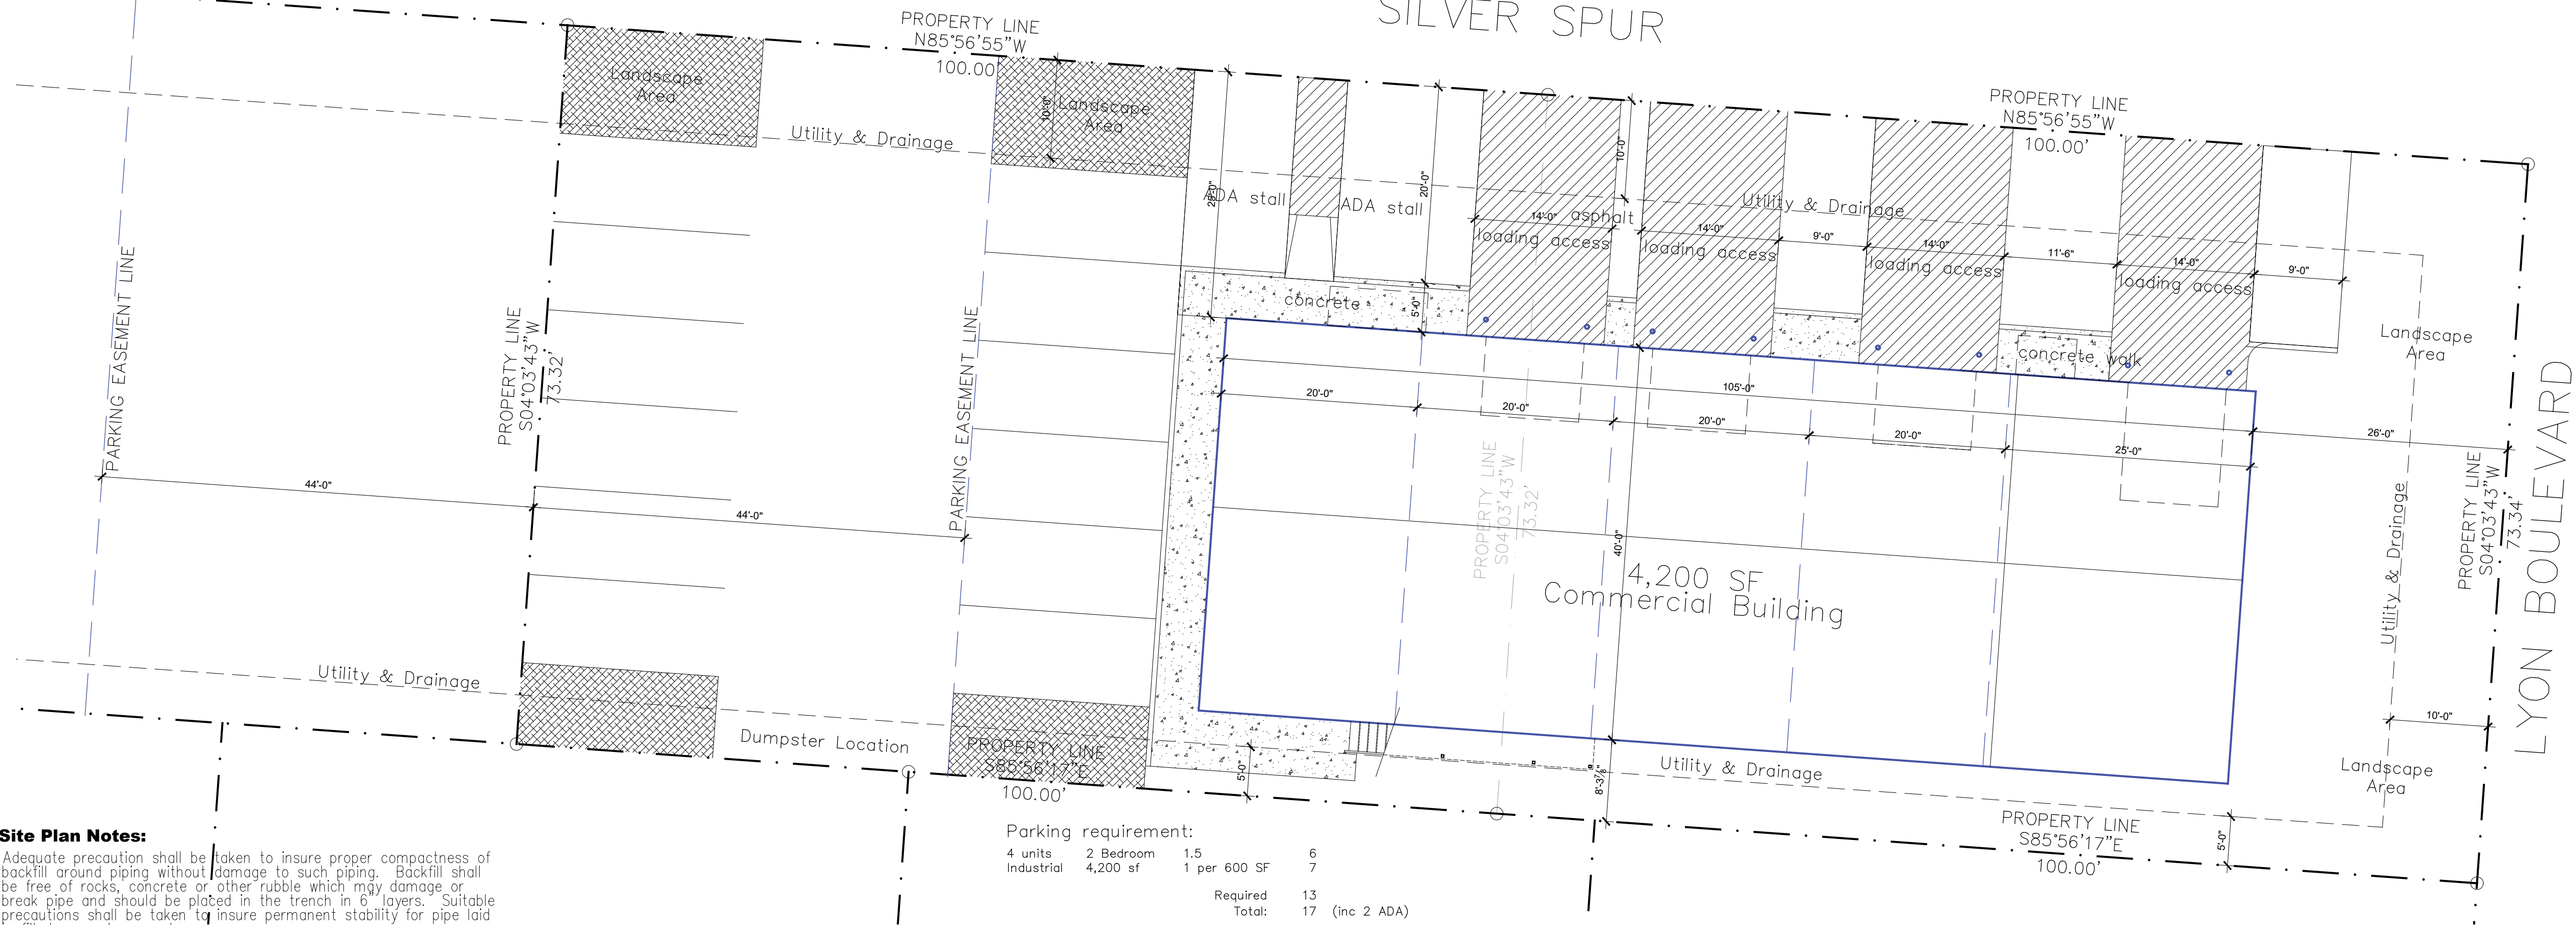 SILVER SPUR
PROPERTY LINE
N85°56'55"W
100.00'
PROPERTY LINE
N85°56'55"W
100.00'
Landscape
Area
Utility & Drainage
10'-0"
Landscape
Area
ADA stall
ADA stall
20'-0"
10'-0"
14'-0"
asphalt
loading access
Utility & Drainage
14'-0"
loading access
9'-0"
14'-0"
loading access
11'-6"
14'-0"
loading access
9'-0"
concrete
5'-0"
concrete walk
Landscape
Area
PARKING EASEMENT LINE
PROPERTY LINE
S04°03'43"W
73.32'
PARKING EASEMENT LINE
105'-0"
20'-0"
20'-0"
20'-0"
20'-0"
25'-0"
26'-0"
44'-0"
44'-0"
PROPERTY LINE
S04°03'43"W
73.32'
40'-0"
4,200 SF
Commercial Building
Utility & Drainage
PROPERTY LINE
S04°03'43"W
73.34'
LYON BOULEVARD
Utility & Drainage
Dumpster Location
PROPERTY LINE
S85°56'17"E
100.00'
5'-0"
8'-3⅞"
Utility & Drainage
10'-0"
Landscape
Area
PROPERTY LINE
S85°56'17"E
100.00'
5'-0"
Site Plan Notes:
Adequate precaution shall be taken to insure proper compactness of
backfill around piping without damage to such piping. Backfill shall
be free of rocks, concrete or other rubble which may damage or
break pipe and should be placed in the trench in 6" layers. Suitable
precautions shall be taken to insure permanent stability for pipe laid
Parking requirement:
4 units 2 Bedroom 1.5 6
Industrial 4,200 sf 1 per 600 SF 7
Required 13
Total: 17 (inc 2 ADA)